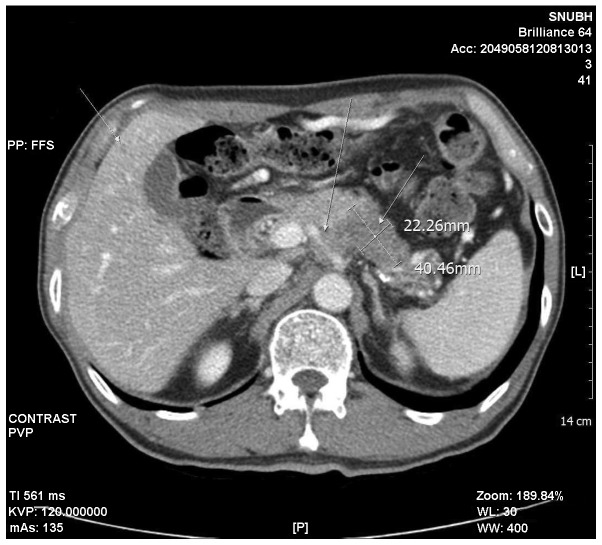 SNUBH
Brilliance 64
Acc: 2049058120813013
3
41
PP: FFS
22.26mm
40.46mm
[L]
14 cm
CONTRAST
PVP
TI 561 ms
KVP: 120.000000
mAs: 135
[P]
Zoom: 189.84%
WL: 30
WW: 400